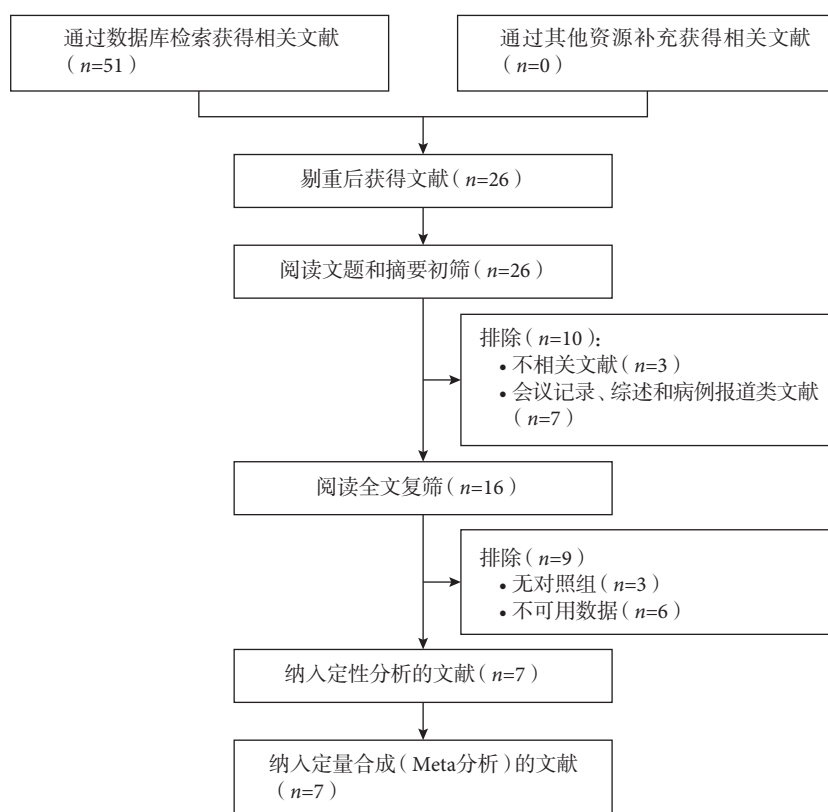 通过数据库检索获得相关文献
（n=51）
通过其他资源补充获得相关文献
（n=0）
剔重后获得文献（n=26）
阅读文题和摘要初筛（n=26）
排除（n=10）：
• 不相关文献（n=3）
• 会议记录、综述和病例报道类文献
（n=7）
阅读全文复筛（n=16）
排除（n=9）
• 无对照组（n=3）
• 不可用数据（n=6）
纳入定性分析的文献（n=7）
纳入定量合成（Meta分析）的文献
（n=7）